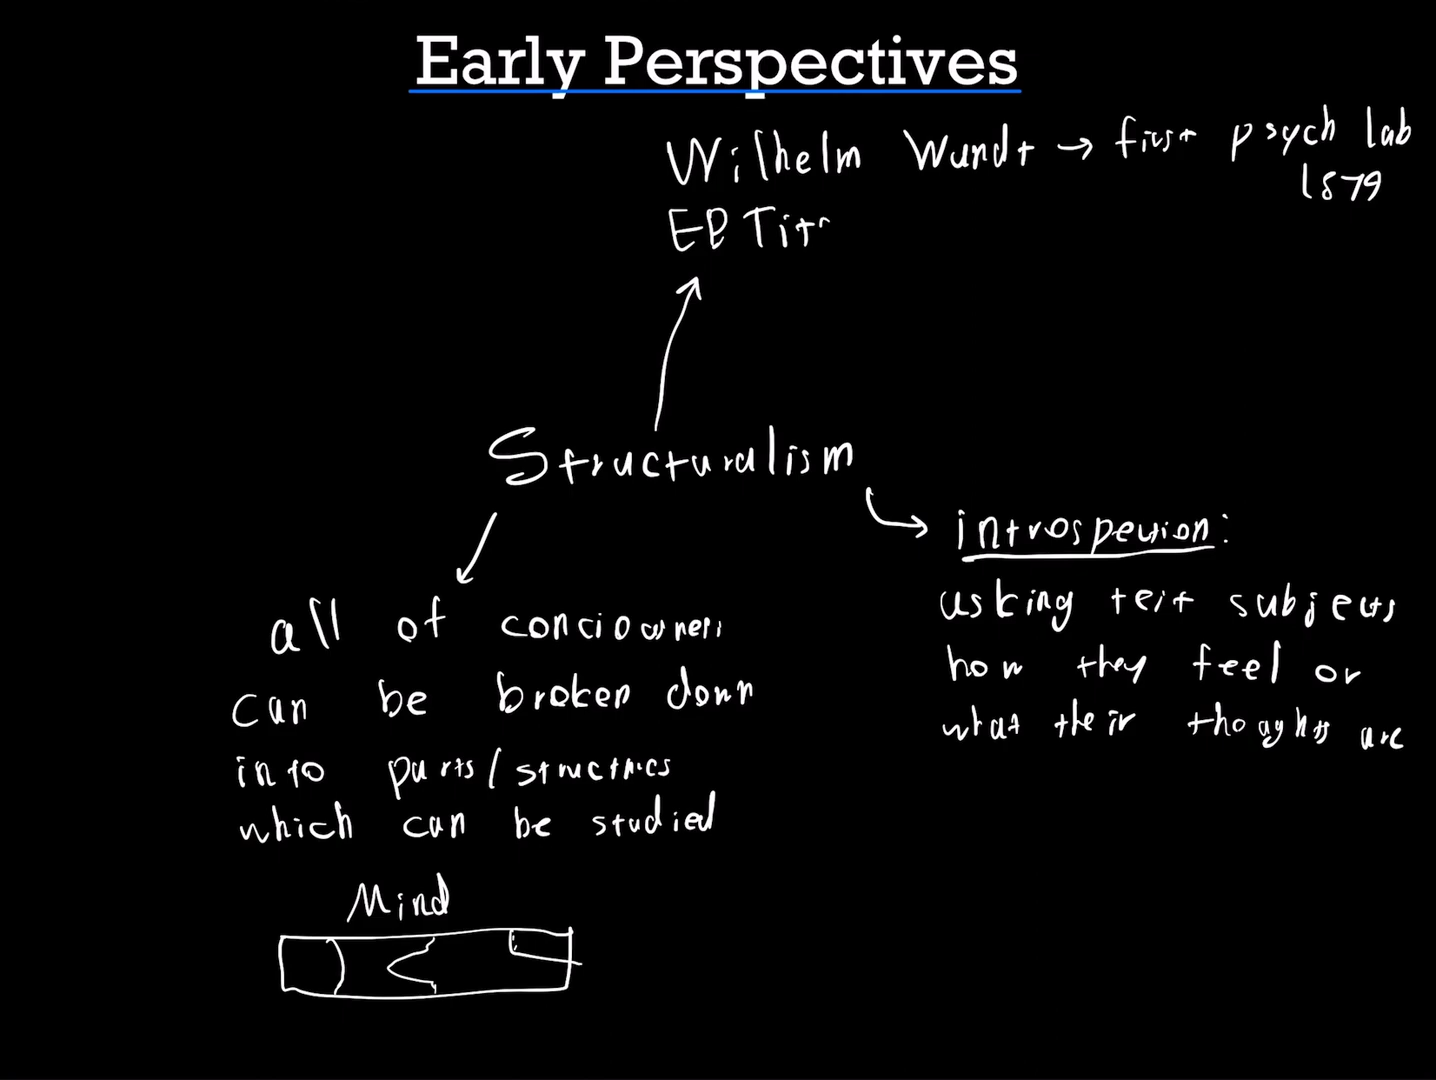 Early Perspectives
Wilhelm Wundt → first psych lab
1879
EB Titc
Structuralism
introspection:
asking test subjects
how they feel or
what their thoughts are
all of conciousness
can be broken down
into parts/structures
which can be studied
Mind